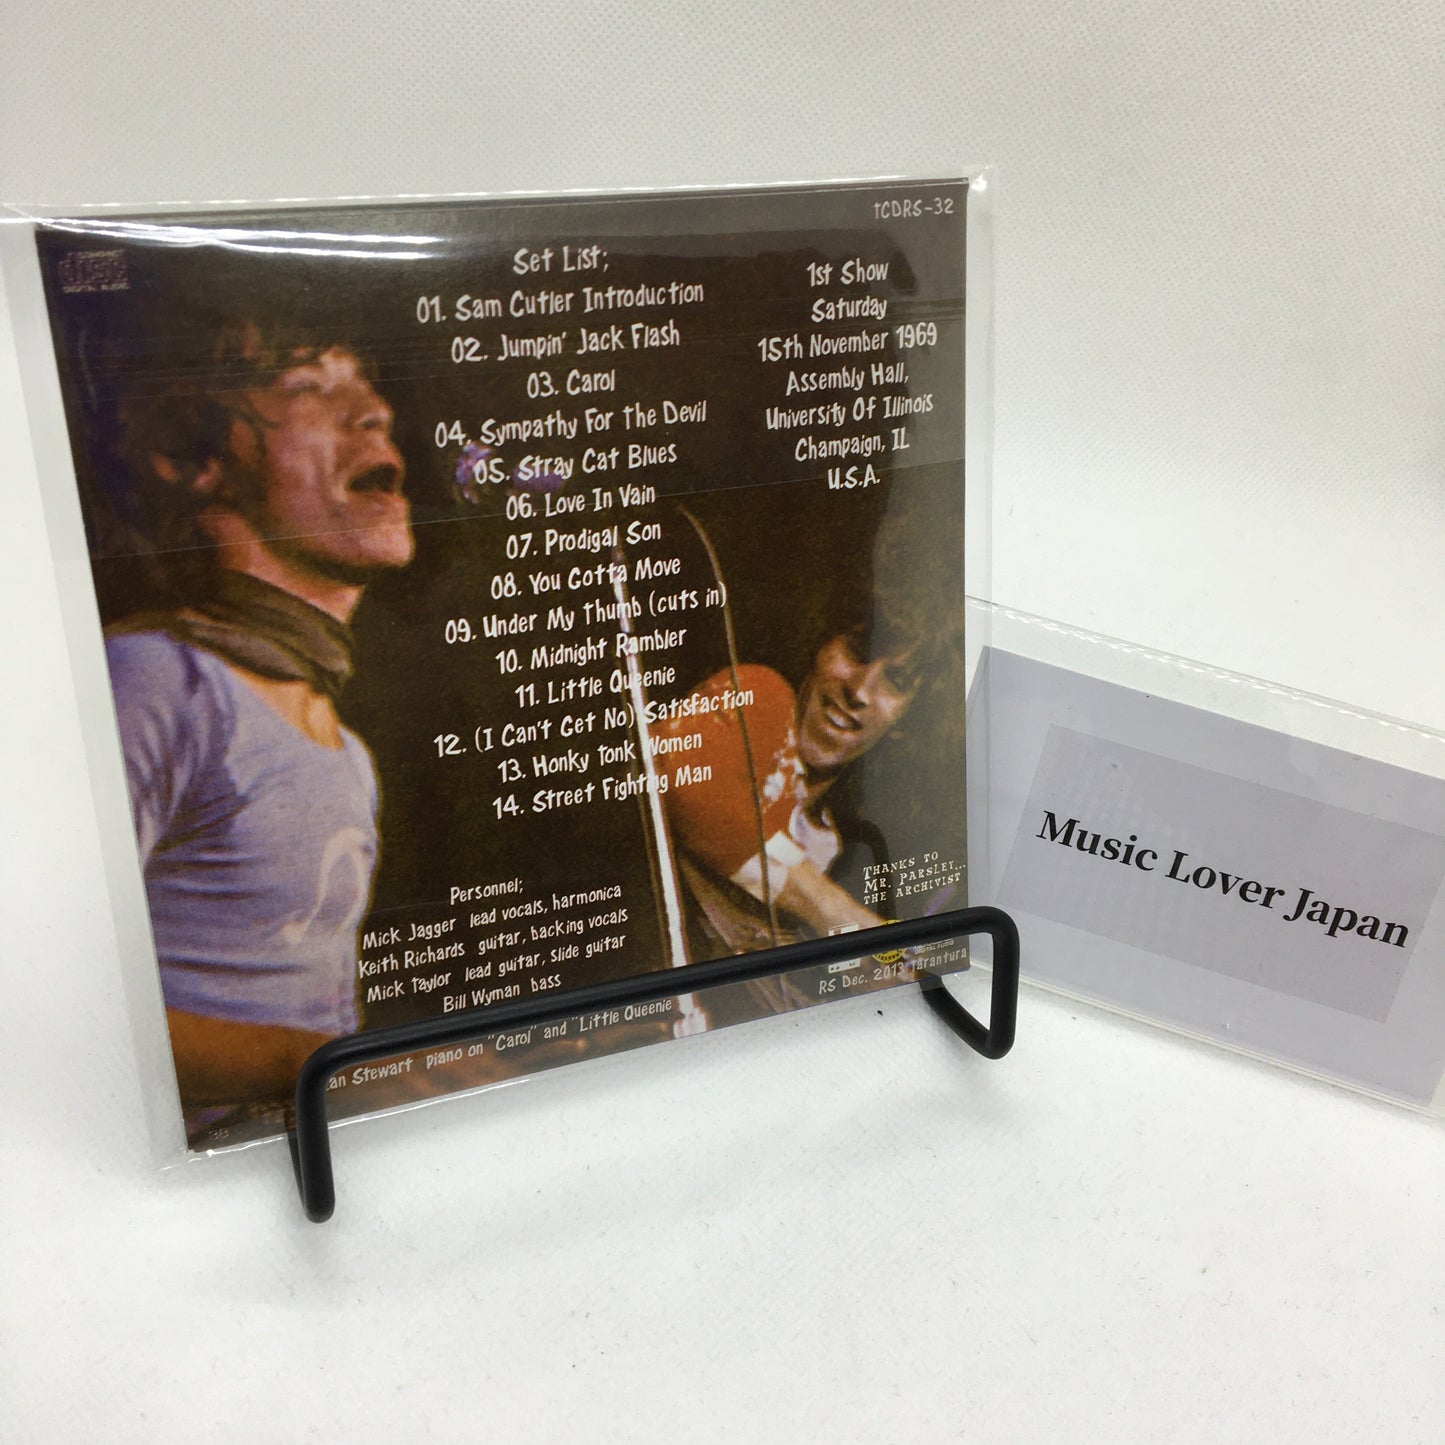 TCDRS-32
Set List;
01. Sam Cutler Introduction
02. Jumpin' Jack Flash
03. Carol
04. Sympathy For The Devil
05. Stray Cat Blues
06. Love In Vain
07. Prodigal Son
08. You Gotta Move
09. Under My Thumb (cuts in)
10. Midnight Rambler
11. Little Queenie
12. (I Can't Get No) Satisfaction
13. Honky Tonk Women
14. Street Fighting Man
1st Show
Saturday
15th November 1969
Assembly Hall,
University Of Illinois
Champaign, IL
U.S.A.
Personnel;
Mick Jagger lead vocals, harmonica
Keith Richards guitar, backing vocals
Mick Taylor lead guitar, slide guitar
Bill Wyman bass
Stewart piano on "Carol" and "Little Queenie
THANKS TO
MR. PARSLEY...
THE ARCHIVIST
DIGITAL AUDIO
RS Dec. 2013 Tarantura
Music Lover Japan